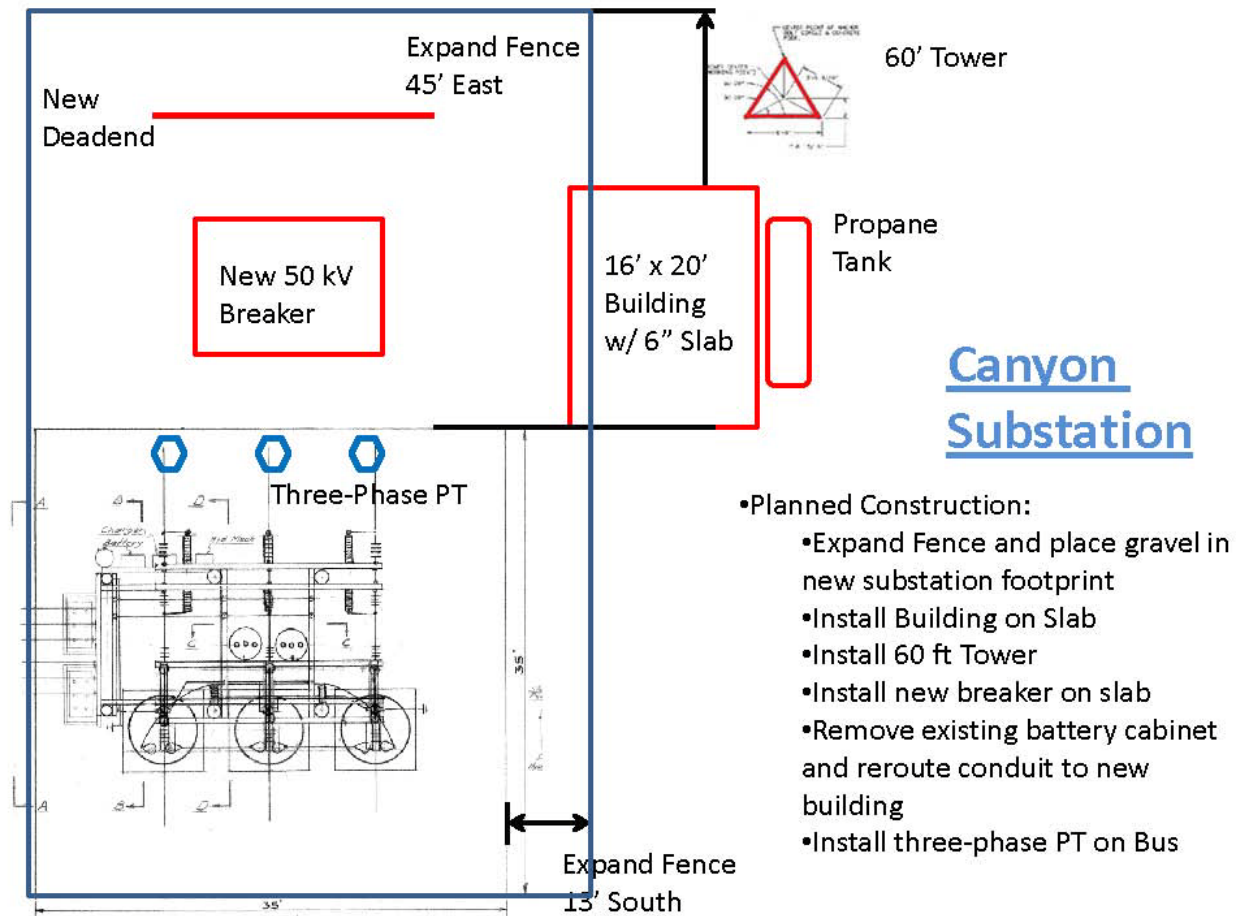 Expand Fence
45’ East
60’ Tower
New
Deadend
New 50 kV
Breaker
16’ x 20’
Building
w/ 6” Slab
Propane
Tank
Canyon
Substation
Three-Phase PT
A
D
D
Charger
Battery
C
C
35'
A
B
D
Expand Fence
13’ South
35'
•Planned Construction:
•Expand Fence and place gravel in
new substation footprint
•Install Building on Slab
•Install 60 ft Tower
•Install new breaker on slab
•Remove existing battery cabinet
and reroute conduit to new
building
•Install three-phase PT on Bus